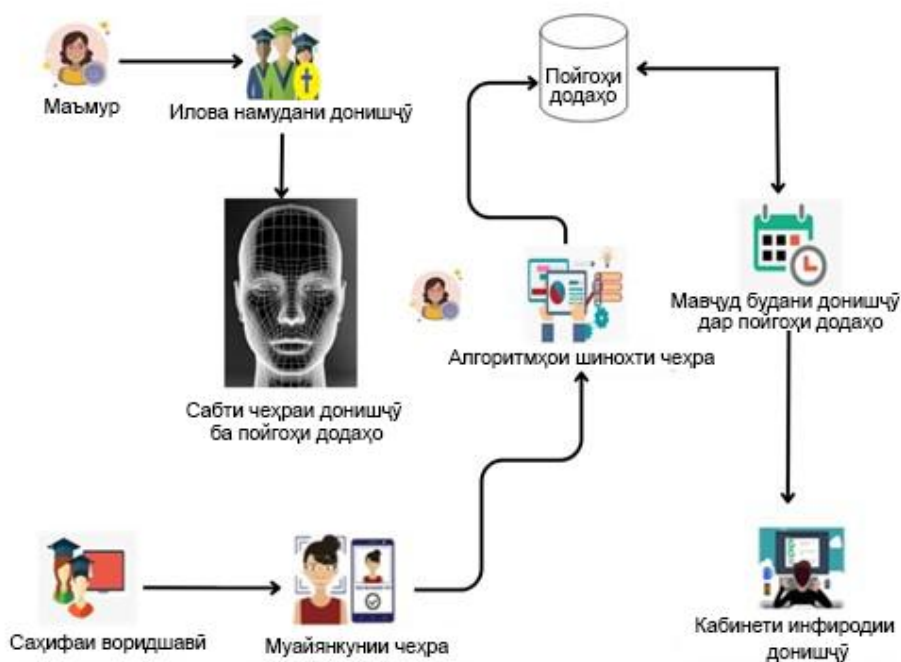 Маъмур
Илова намудани донишҷӯ
Пойгоҳи
додаҳо
Мавҷуд будани донишҷӯ
дар пойгоҳи додаҳо
Алгоритмҳои шинохти чеҳра
Сабти чеҳраи донишҷӯ
ба пойгоҳи додаҳо
Саҳифаи воридшавӣ
Муайянкунии чеҳра
Кабинети инфиродии
донишҷӯ